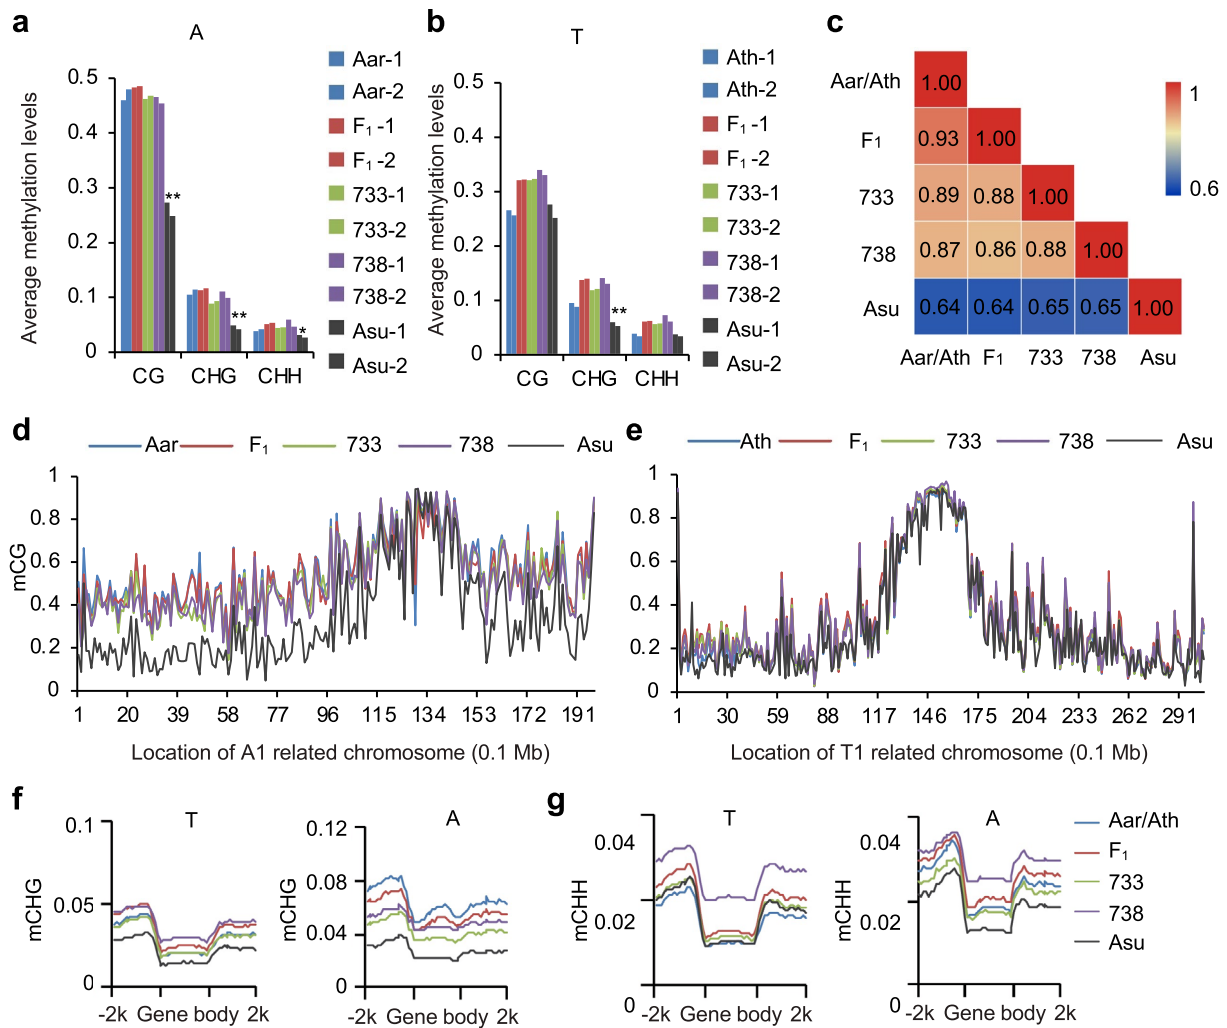 a
A
Average methylation levels
0.5
0.4
0.3
0.2
0.1
0
**
**
*
CG CHG CHH
Aar-1
Aar-2
F1 -1
F1 -2
733-1
733-2
738-1
738-2
Asu-1
Asu-2
b
T
Average methylation levels
0.5
0.4
0.3
0.2
0.1
0
**
CG CHG CHH
Ath-1
Ath-2
F1 -1
F1 -2
733-1
733-2
738-1
738-2
Asu-1
Asu-2
c
Aar/Ath 1.00
F1 0.93 1.00
733 0.89 0.88 1.00
738 0.87 0.86 0.88 1.00
Asu 0.64 0.64 0.65 0.65 1.00
Aar/Ath F1 733 738 Asu
1
0.6
d
Aar F1 733 738 Asu
mCG
1
0.8
0.6
0.4
0.2
0
1 20 39 58 77 96 115 134 153 172 191
Location of A1 related chromosome (0.1 Mb)
e
Ath F1 733 738 Asu
1
0.8
0.6
0.4
0.2
0
1 30 59 88 117 146 175 204 233 262 291
Location of T1 related chromosome (0.1 Mb)
f
T
mCHG
0.1
0.05
0
-2k Gene body 2k
A
mCHG
0.12
0.08
0.04
0
-2k Gene body 2k
g
T
mCHH
0.04
0.02
0
-2k Gene body 2k
A
mCHH
0.04
0.02
0
-2k Gene body 2k
Aar/Ath
F1
733
738
Asu